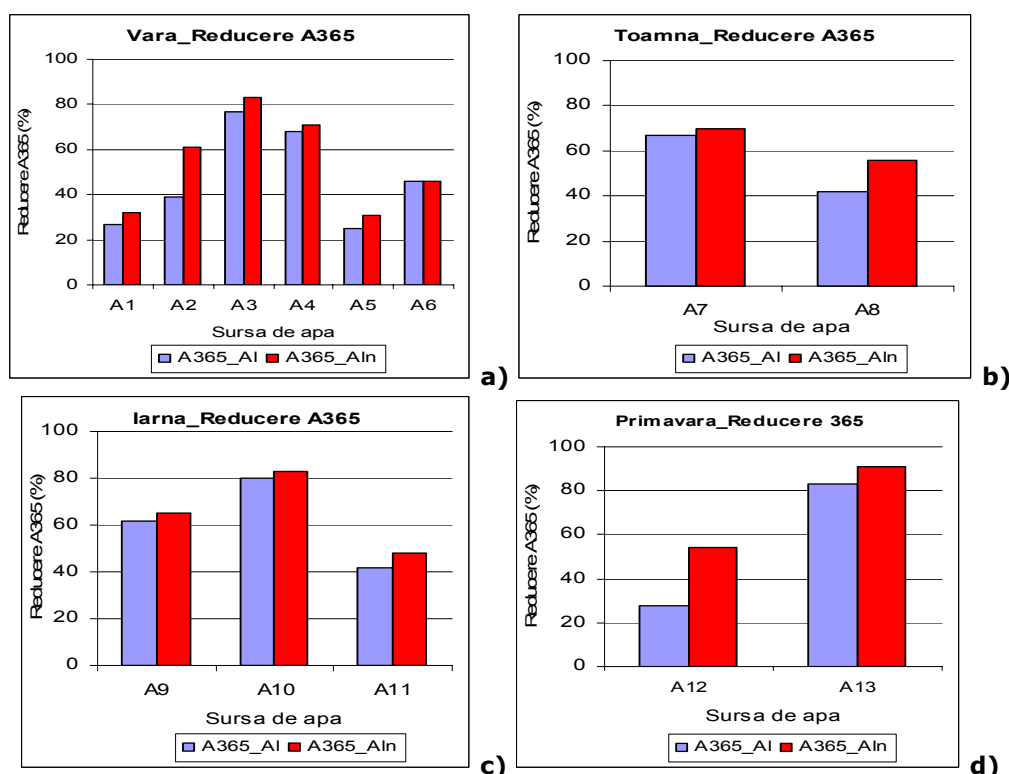 Vara_Reducere A365
100
80
60
40
20
0
Reducere A365 (%)
A1 A2 A3 A4 A5 A6
Sursa de apa
A365_Al A365_Aln
a)
Toamna_Reducere A365
100
80
60
40
20
0
Reducere A365 (%)
A7 A8
Sursa de apa
A365_Al A365_Aln
b)
Iarna_Reducere A365
100
80
60
40
20
0
Reducere A365 (%)
A9 A10 A11
Sursa de apa
A365_Al A365_Aln
c)
Primavara_Reducere 365
100
80
60
40
20
0
Reducere A365 (%)
A12 A13
Sursa de apa
A365_Al A365_Aln
d)